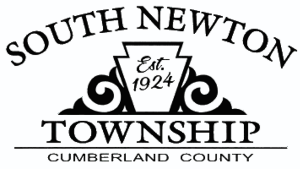 SOUTH NEWTON
Est.
1924
TOWNSHIP
CUMBERLAND COUNTY